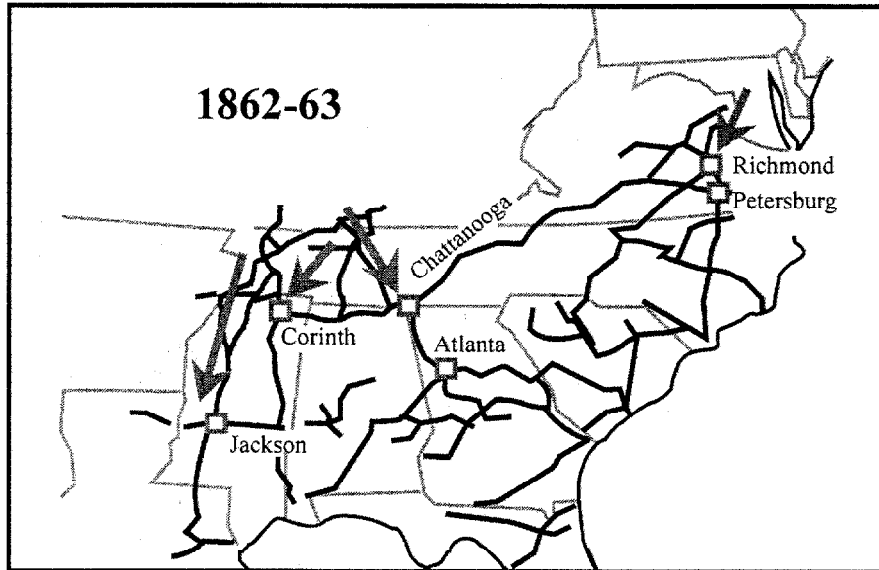 1862-63
Richmond
Petersburg
Chattanooga
Corinth
Atlanta
Jackson